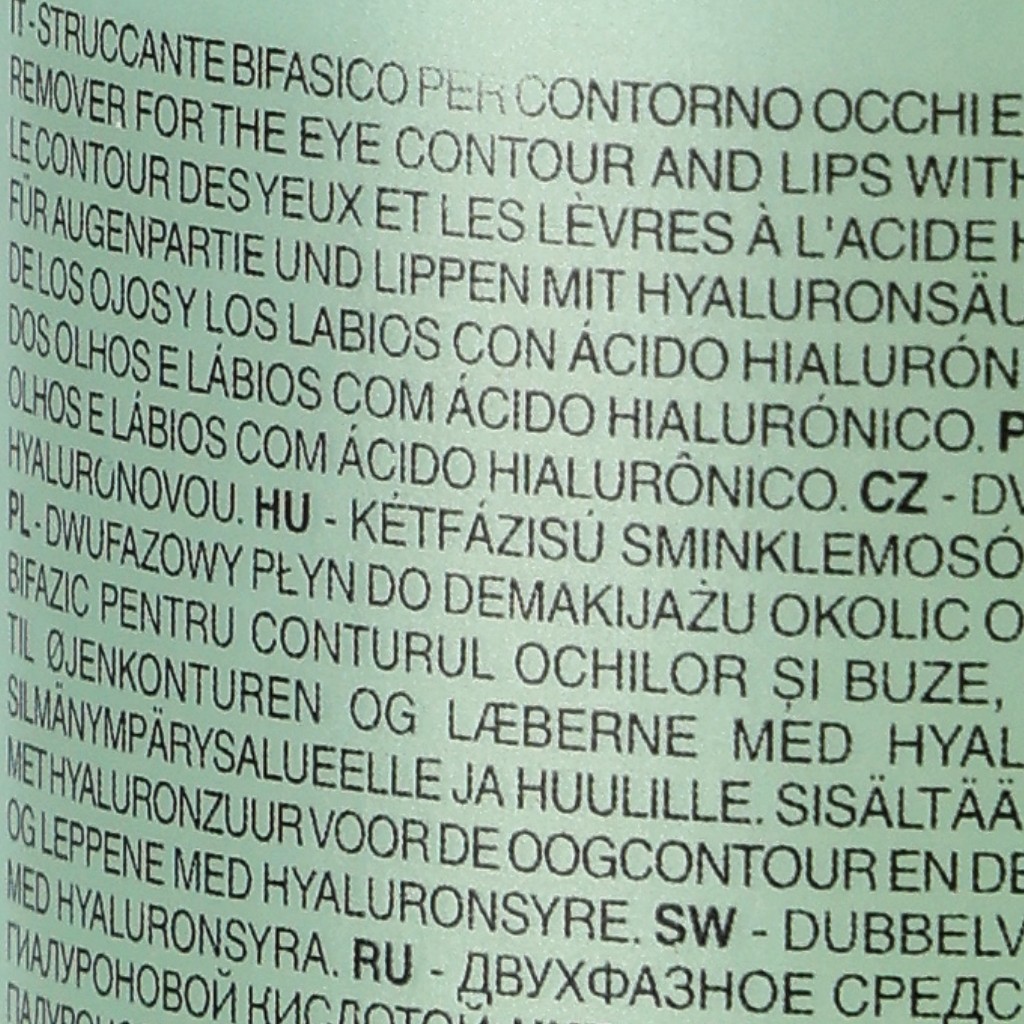 IT - STRUCCANTE BIFASICO PER CONTORNO OCCHI E
REMOVER FOR THE EYE CONTOUR AND LIPS WITH
LE CONTOUR DES YEUX ET LES LÈVRES À L'ACIDE H
FÜR AUGENPARTIE UND LIPPEN MIT HYALURONSÄU
DE LOS OJOS Y LOS LABIOS CON ÁCIDO HIALURÓN
DOS OLHOS E LÁBIOS COM ÁCIDO HIALURÓNICO. P
OLHOS E LÁBIOS COM ÁCIDO HIALURÔNICO. CZ - DV
HYALURONOVOU. HU - KÉTFÁZISÚ SMINKLEMOSÓ
PL - DWUFAZOWY PŁYN DO DEMAKIJAŻU OKOLIC O
BIFAZIC PENTRU CONTURUL OCHILOR ȘI BUZE,
TIL ØJENKONTUREN OG LÆBERNE MED HYAL
SILMÄNYMPÄRYSALUEELLE JA HUULILLE. SISÄLTÄÄ
MET HYALURONZUUR VOOR DE OOGCONTOUR EN DE
OG LEPPENE MED HYALURONSYRE. SW - DUBBELV
MED HYALURONSYRA. RU - ДВУХФАЗНОЕ СРЕДС
ГИАЛУРОНОВОЙ КИСЛОТОЙ